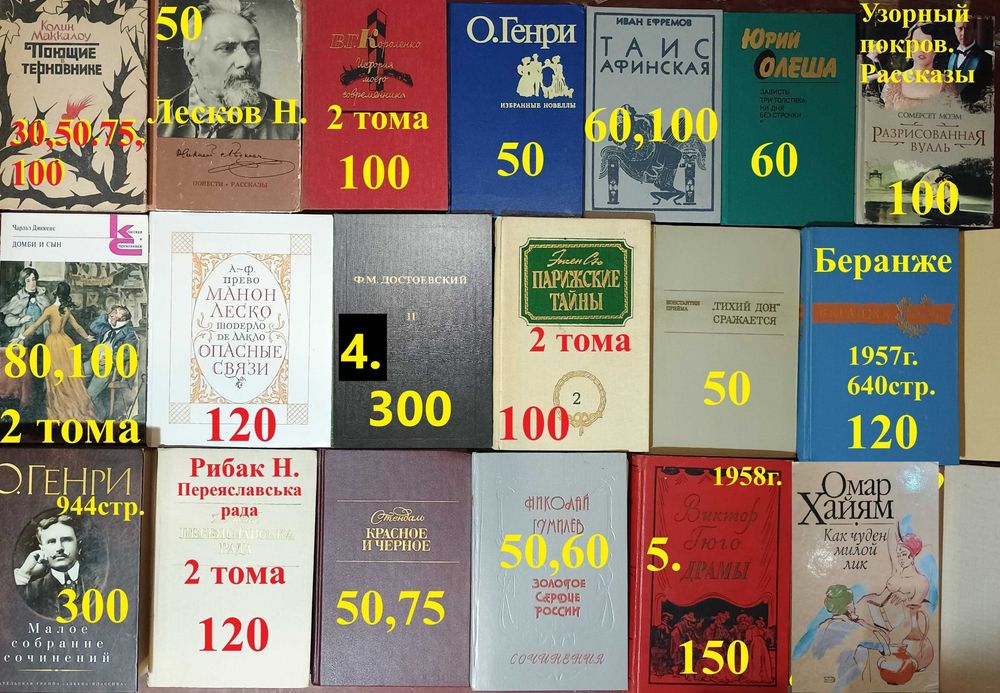 Колин
Маккалоу
Поющие
в
терновнике
30,50.75,
100
50
Лесков Н.
ПОВЕСТИ • РАССКАЗЫ
В.Г. Короленко
История
моего
современника
2 тома
100
О.Генри
ИЗБРАННЫЕ НОВЕЛЛЫ
50
ИВАН ЕФРЕМОВ
ТАИС
АФИНСКАЯ
60,100
ЮРИЙ
ОЛЕША
ЗАВИСТЬ
ТРИ ТОЛСТЯКА
НИ ДНЯ
БЕЗ СТРОЧКИ
60
Узорный
покров.
Рассказы
СОМЕРСЕТ МОЭМ
РАЗРИСОВАННАЯ
ВУАЛЬ
100
Чарльз Диккенс
ДОМБИ И СЫН
80,100
2 тома
А~Ф.
ПРЕВО
МАНОН
ЛЕСКО
ШОДЕРЛО
ДЕ ЛАКЛО
ОПАСНЫЕ
СВЯЗИ
120
Ф.М. ДОСТОЕВСКИЙ
II
4.
300
Эжен Сю
ПАРИЖСКИЕ
ТАЙНЫ
2 тома
2
100
КОНСТАНТИН
ПРИЙМА
„ТИХИЙ ДОН"
СРАЖАЕТСЯ
50
Беранже
БЕРАНЖЕ
1957г.
640стр.
120
О.ГЕНРИ
944стр.
300
Малое
собрание
сочинений
Рибак Н.
Переяславська
рада
ПЕРЕЯСЛАВСЬКА
РАДА
2 тома
120
Стендаль
КРАСНОЕ
И ЧЕРНОЕ
50,75
НИКОЛАЙ
ГУМИЛЕВ
50,60
ЗОЛОТОЕ
СЕРДЦЕ
РОССИИ
СОЧИНЕНИЯ
1958г.
Виктор
Гюго
5.
ДРАМЫ
150
Омар
Хайям
Как чуден
милой
лик